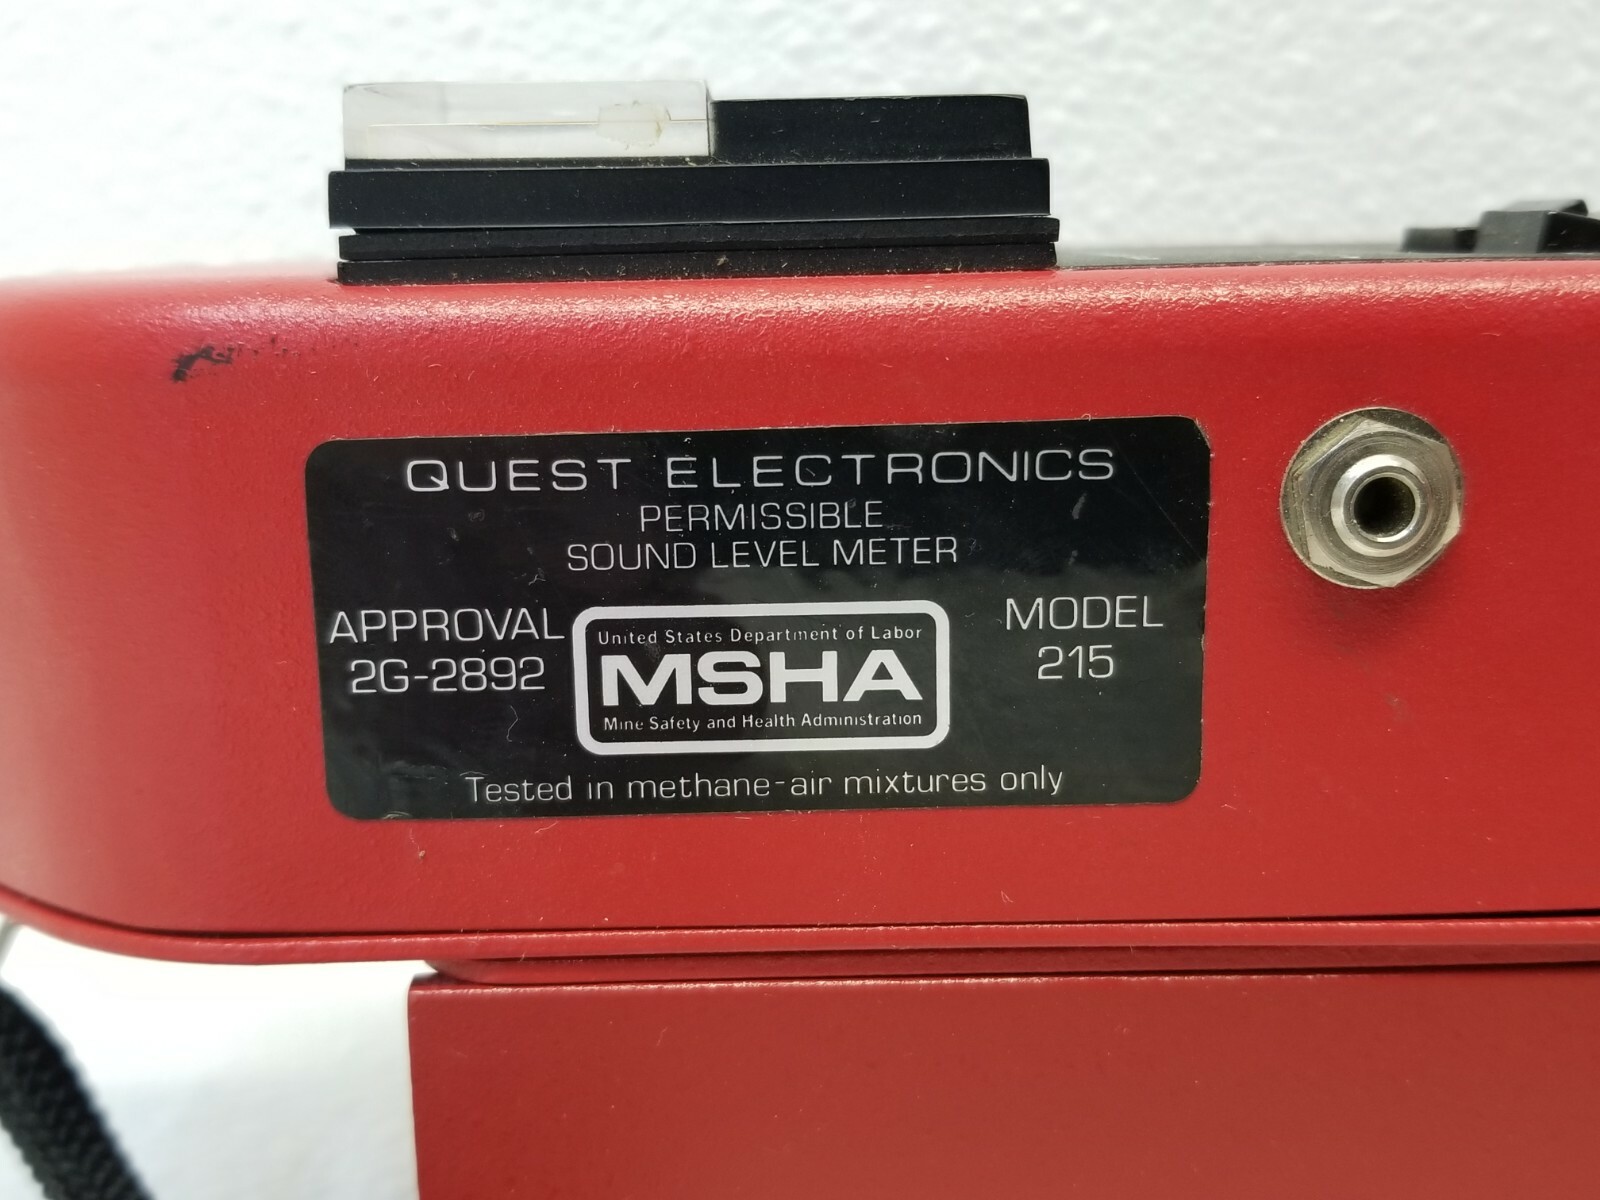 QUEST ELECTRONICS
PERMISSIBLE
SOUND LEVEL METER
APPROVAL
2G-2892
United States Department of Labor
MSHA
Mine Safety and Health Administration
MODEL
215
Tested in methane-air mixtures only